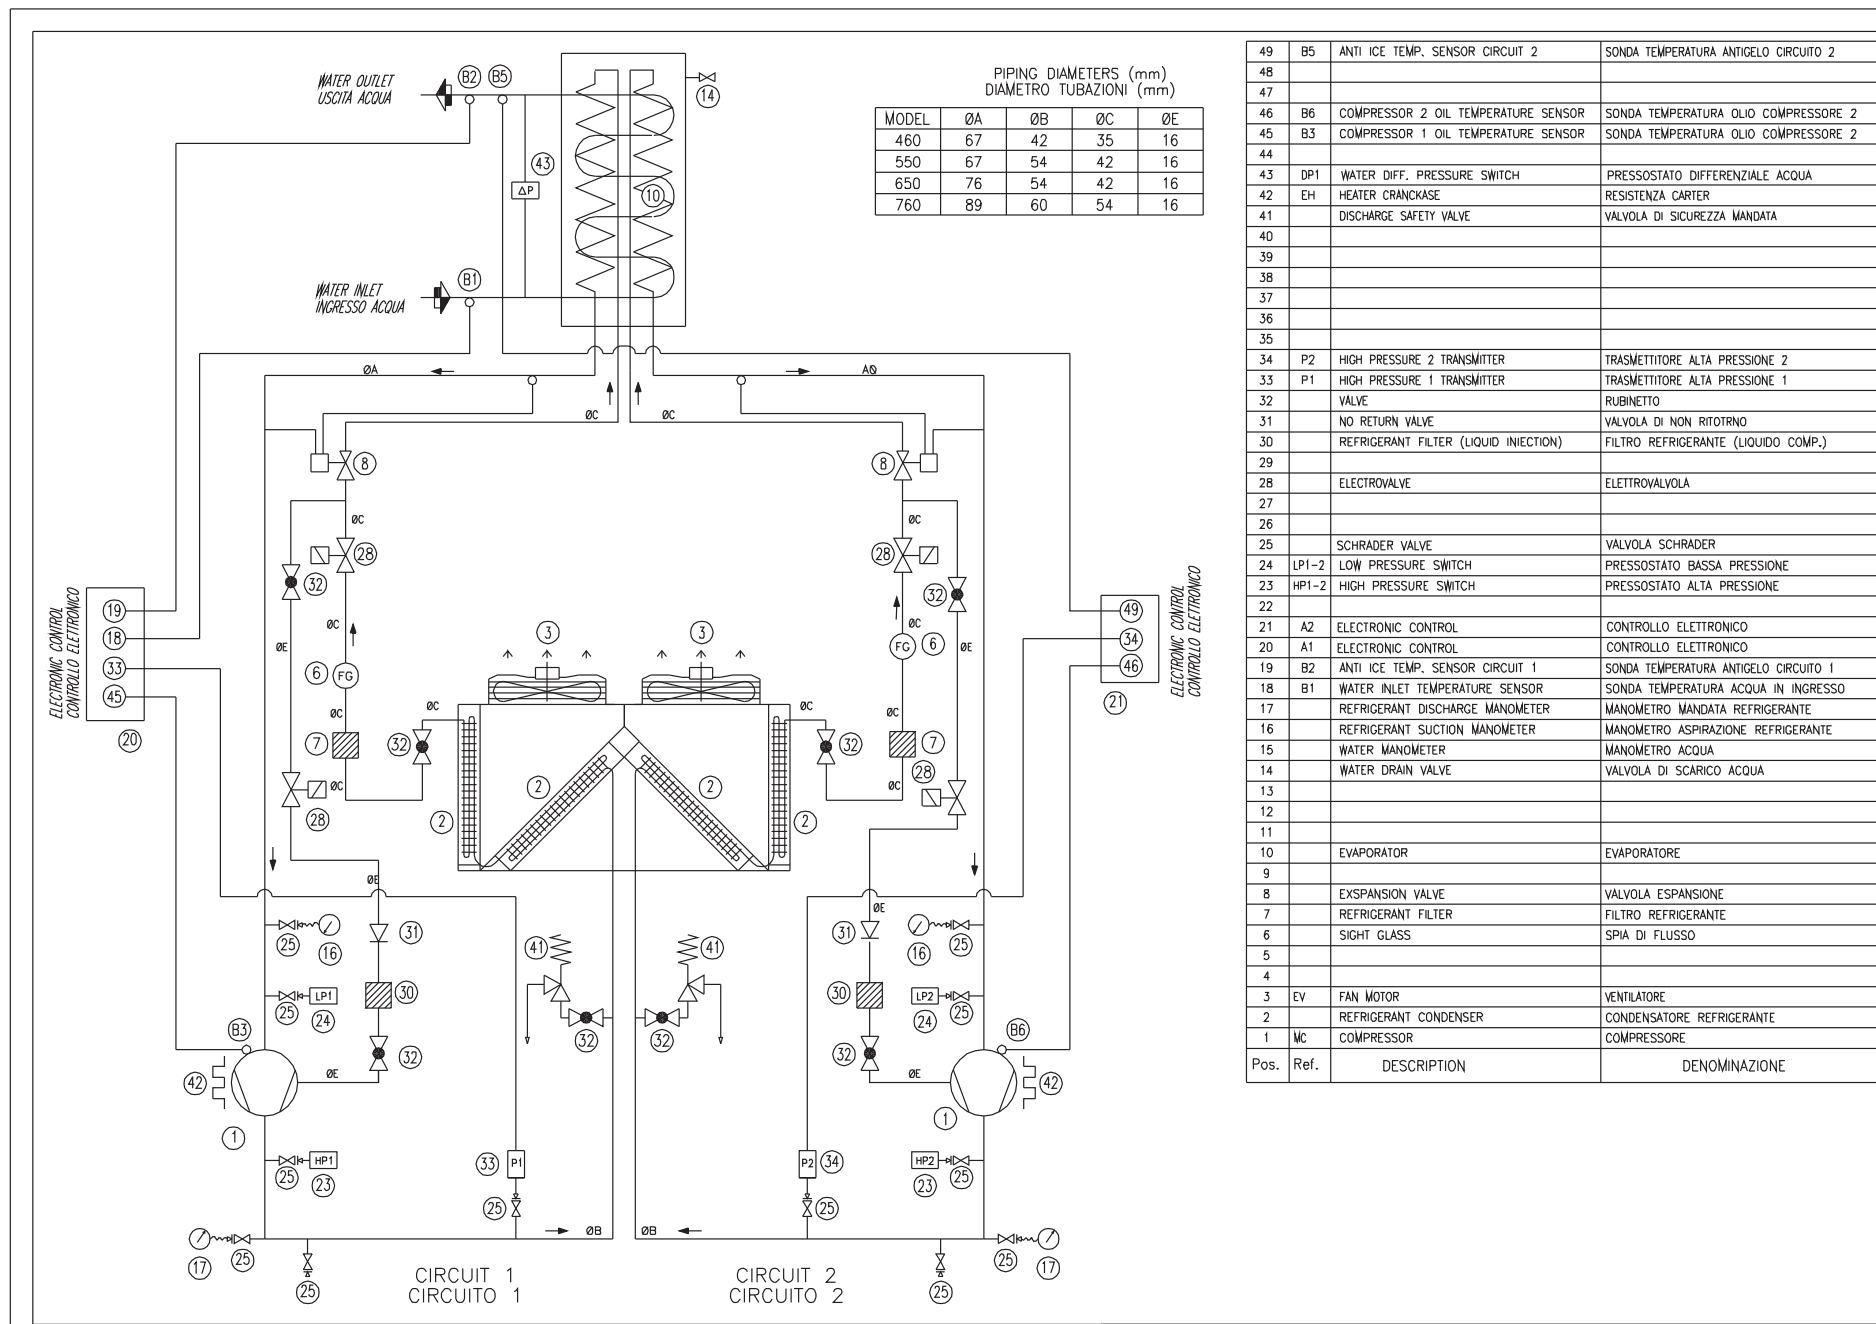 WATER OUTLET
USCITA ACQUA
B2 B5
14
43
ΔP
10
B1
WATER INLET
INGRESSO ACQUA
PIPING DIAMETERS (mm)
DIAMETRO TUBAZIONI (mm)
MODEL ØA ØB ØC ØE
460 67 42 35 16
550 67 54 42 16
650 76 54 42 16
760 89 60 54 16
ØA AØ
ØC ØC
8 8
ØC ØC
28 28
32 32
ELECTRONIC CONTROL
CONTROLLO ELETTRONICO
19
18
33
45
20
49
34
46
21
ELECTRONIC CONTROL
CONTROLLO ELETTRONICO
ØC ØC
ØE ØE
3 3
6 FG FG 6
ØC ØC ØC ØC
7 32 32 7
28
ØC ØC
2 2
28
2 2
ØE ØE
25 16 31 41 41 31 16 25
LP1 30 30 LP2
25 24 24 25
B3 32 32 32 32 B6
42 ØE ØE 42
1 1
33 P1 P2 34
HP1 HP2
25 23 23 25
25 25
ØB ØB
17 25 25 17
25 25
CIRCUIT 1
CIRCUITO 1
CIRCUIT 2
CIRCUITO 2
49 B5 ANTI ICE TEMP. SENSOR CIRCUIT 2 SONDA TEMPERATURA ANTIGELO CIRCUITO 2
48
47
46 B6 COMPRESSOR 2 OIL TEMPERATURE SENSOR SONDA TEMPERATURA OLIO COMPRESSORE 2
45 B3 COMPRESSOR 1 OIL TEMPERATURE SENSOR SONDA TEMPERATURA OLIO COMPRESSORE 2
44
43 DP1 WATER DIFF. PRESSURE SWITCH PRESSOSTATO DIFFERENZIALE ACQUA
42 EH HEATER CRANCKASE RESISTENZA CARTER
41 DISCHARGE SAFETY VALVE VALVOLA DI SICUREZZA MANDATA
40
39
38
37
36
35
34 P2 HIGH PRESSURE 2 TRANSMITTER TRASMETTITORE ALTA PRESSIONE 2
33 P1 HIGH PRESSURE 1 TRANSMITTER TRASMETTITORE ALTA PRESSIONE 1
32 VALVE RUBINETTO
31 NO RETURN VALVE VALVOLA DI NON RITOTRNO
30 REFRIGERANT FILTER (LIQUID INJECTION) FILTRO REFRIGERANTE (LIQUIDO COMP.)
29
28 ELECTROVALVE ELETTROVALVOLA
27
26
25 SCHRADER VALVE VALVOLA SCHRADER
24 LP1-2 LOW PRESSURE SWITCH PRESSOSTATO BASSA PRESSIONE
23 HP1-2 HIGH PRESSURE SWITCH PRESSOSTATO ALTA PRESSIONE
22
21 A2 ELECTRONIC CONTROL CONTROLLO ELETTRONICO
20 A1 ELECTRONIC CONTROL CONTROLLO ELETTRONICO
19 B2 ANTI ICE TEMP. SENSOR CIRCUIT 1 SONDA TEMPERATURA ANTIGELO CIRCUITO 1
18 B1 WATER INLET TEMPERATURE SENSOR SONDA TEMPERATURA ACQUA IN INGRESSO
17 REFRIGERANT DISCHARGE MANOMETER MANOMETRO MANDATA REFRIGERANTE
16 REFRIGERANT SUCTION MANOMETER MANOMETRO ASPIRAZIONE REFRIGERANTE
15 WATER MANOMETER MANOMETRO ACQUA
14 WATER DRAIN VALVE VALVOLA DI SCARICO ACQUA
13
12
11
10 EVAPORATOR EVAPORATORE
9
8 EXSPANSION VALVE VALVOLA ESPANSIONE
7 REFRIGERANT FILTER FILTRO REFRIGERANTE
6 SIGHT GLASS SPIA DI FLUSSO
5
4
3 EV FAN MOTOR VENTILATORE
2 REFRIGERANT CONDENSER CONDENSATORE REFRIGERANTE
1 MC COMPRESSOR COMPRESSORE
Pos. Ref. DESCRIPTION DENOMINAZIONE